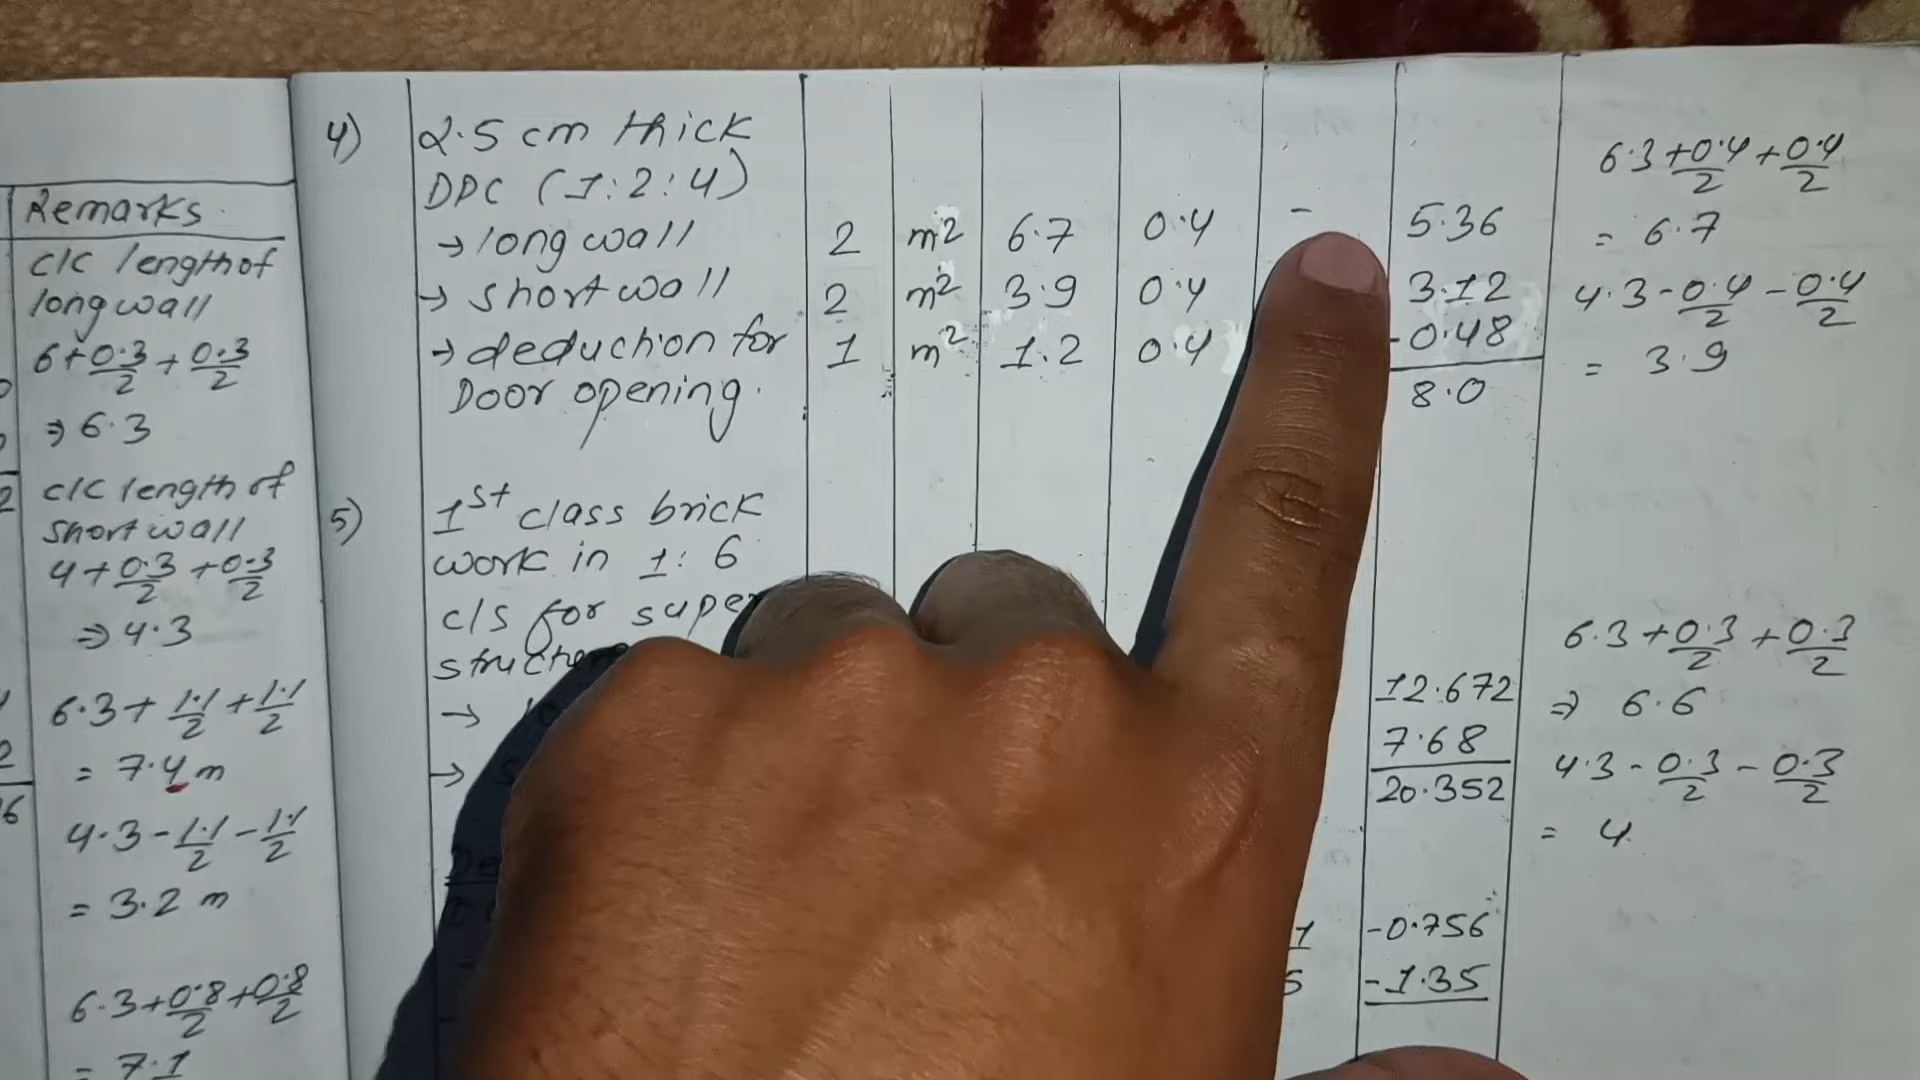 Remarks
c/c length of
long wall
6+0.3/2+0.3/2
⇒ 6.3
c/c length of
short wall
4+0.3/2+0.3/2
⇒ 4.3
6.3+1.1/2+1.1/2
= 7.4 m
4.3-1.1/2-1.1/2
= 3.2 m
6.3+0.8/2+0.8/2
= 7.1
4) 2.5 cm thick
DPC (1:2:4)
→ long wall 2 m² 6.7 0.4 - 5.36
→ short wall 2 m² 3.9 0.4 3.12
→ deduction for 1 m² 1.2 0.4 -0.48
Door opening. 8.0
6.3+0.4/2+0.4/2
= 6.7
4.3-0.4/2-0.4/2
= 3.9
5) 1st class brick
work in 1:6
c/s for super
→ 12.672
→ 7.68
20.352
-0.756
5 -1.35
6.3+0.3/2+0.3/2
⇒ 6.6
4.3-0.3/2-0.3/2
= 4